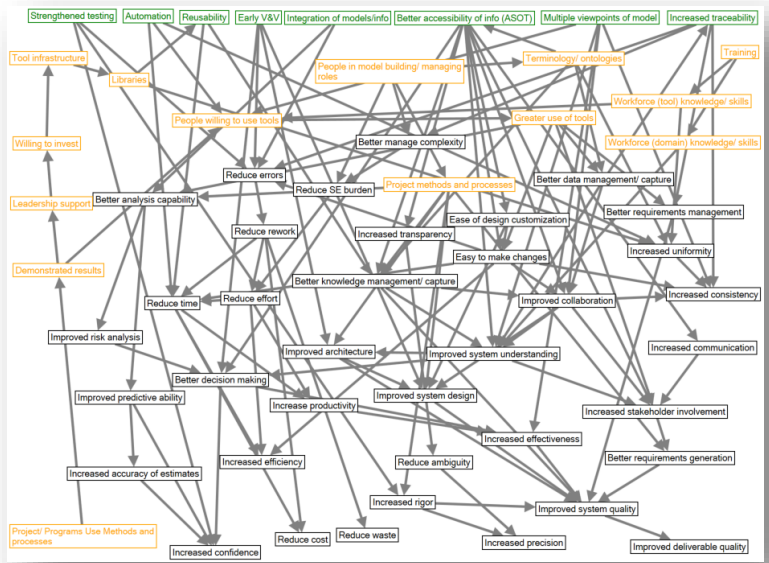 Strengthened testing
Automation
Reusability
Early V&V
Integration of models/info
Better accessibility of info (ASOT)
Multiple viewpoints of model
Increased traceability
Tool infrastructure
Libraries
People in model building/ managing
roles
Terminology/ ontologies
Training
Workforce (tool) knowledge/ skills
People willing to use tools
Greater use of tools
Willing to invest
Better manage complexity
Workforce (domain) knowledge/ skills
Reduce errors
Better data management/ capture
Reduce SE burden
Project methods and processes
Leadership support
Better analysis capability
Better requirements management
Ease of design customization
Reduce rework
Increased transparency
Increased uniformity
Easy to make changes
Demonstrated results
Better knowledge management/ capture
Increased consistency
Reduce time
Reduce effort
Improved collaboration
Improved risk analysis
Increased communication
Improved architecture
Improved system understanding
Better decision making
Improved predictive ability
Improved system design
Increase productivity
Increased stakeholder involvement
Increased effectiveness
Better requirements generation
Increased efficiency
Reduce ambiguity
Increased accuracy of estimates
Increased rigor
Improved system quality
Project/ Programs Use Methods and
processes
Reduce waste
Reduce cost
Increased precision
Improved deliverable quality
Increased confidence